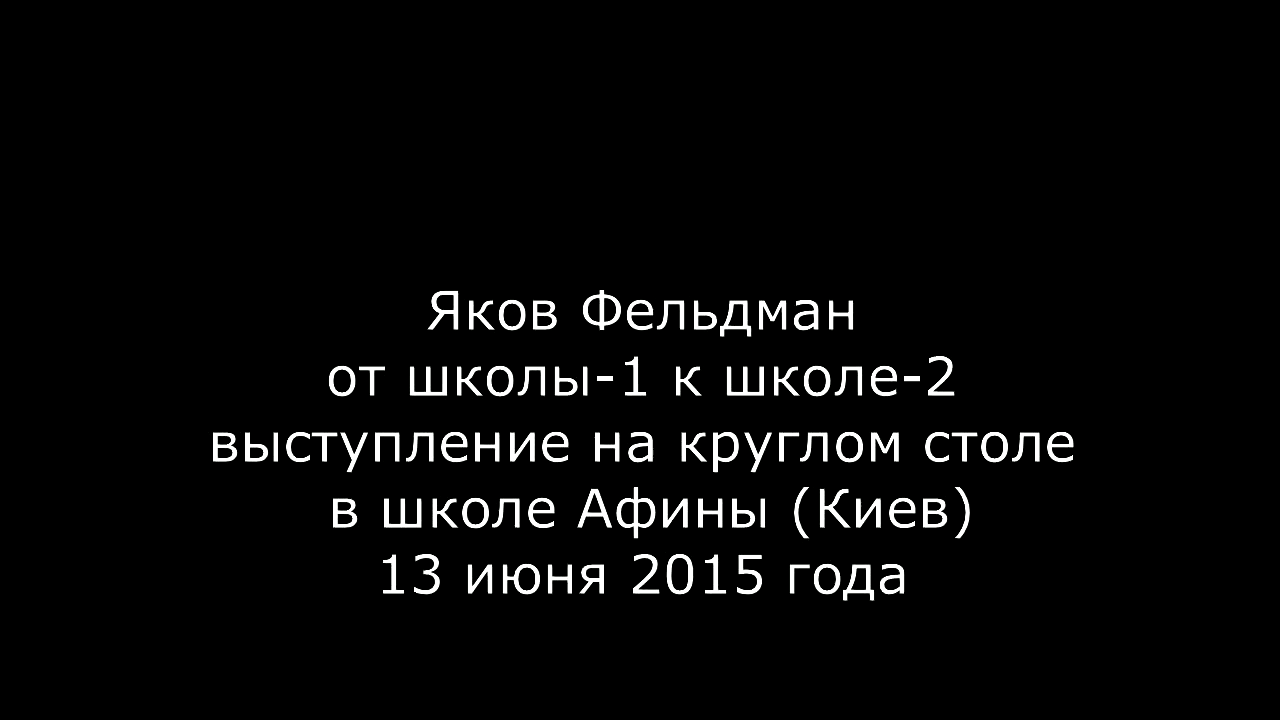 Яков Фельдман
от школы-1 к школе-2
выступление на круглом столе
в школе Афины (Киев)
13 июня 2015 года